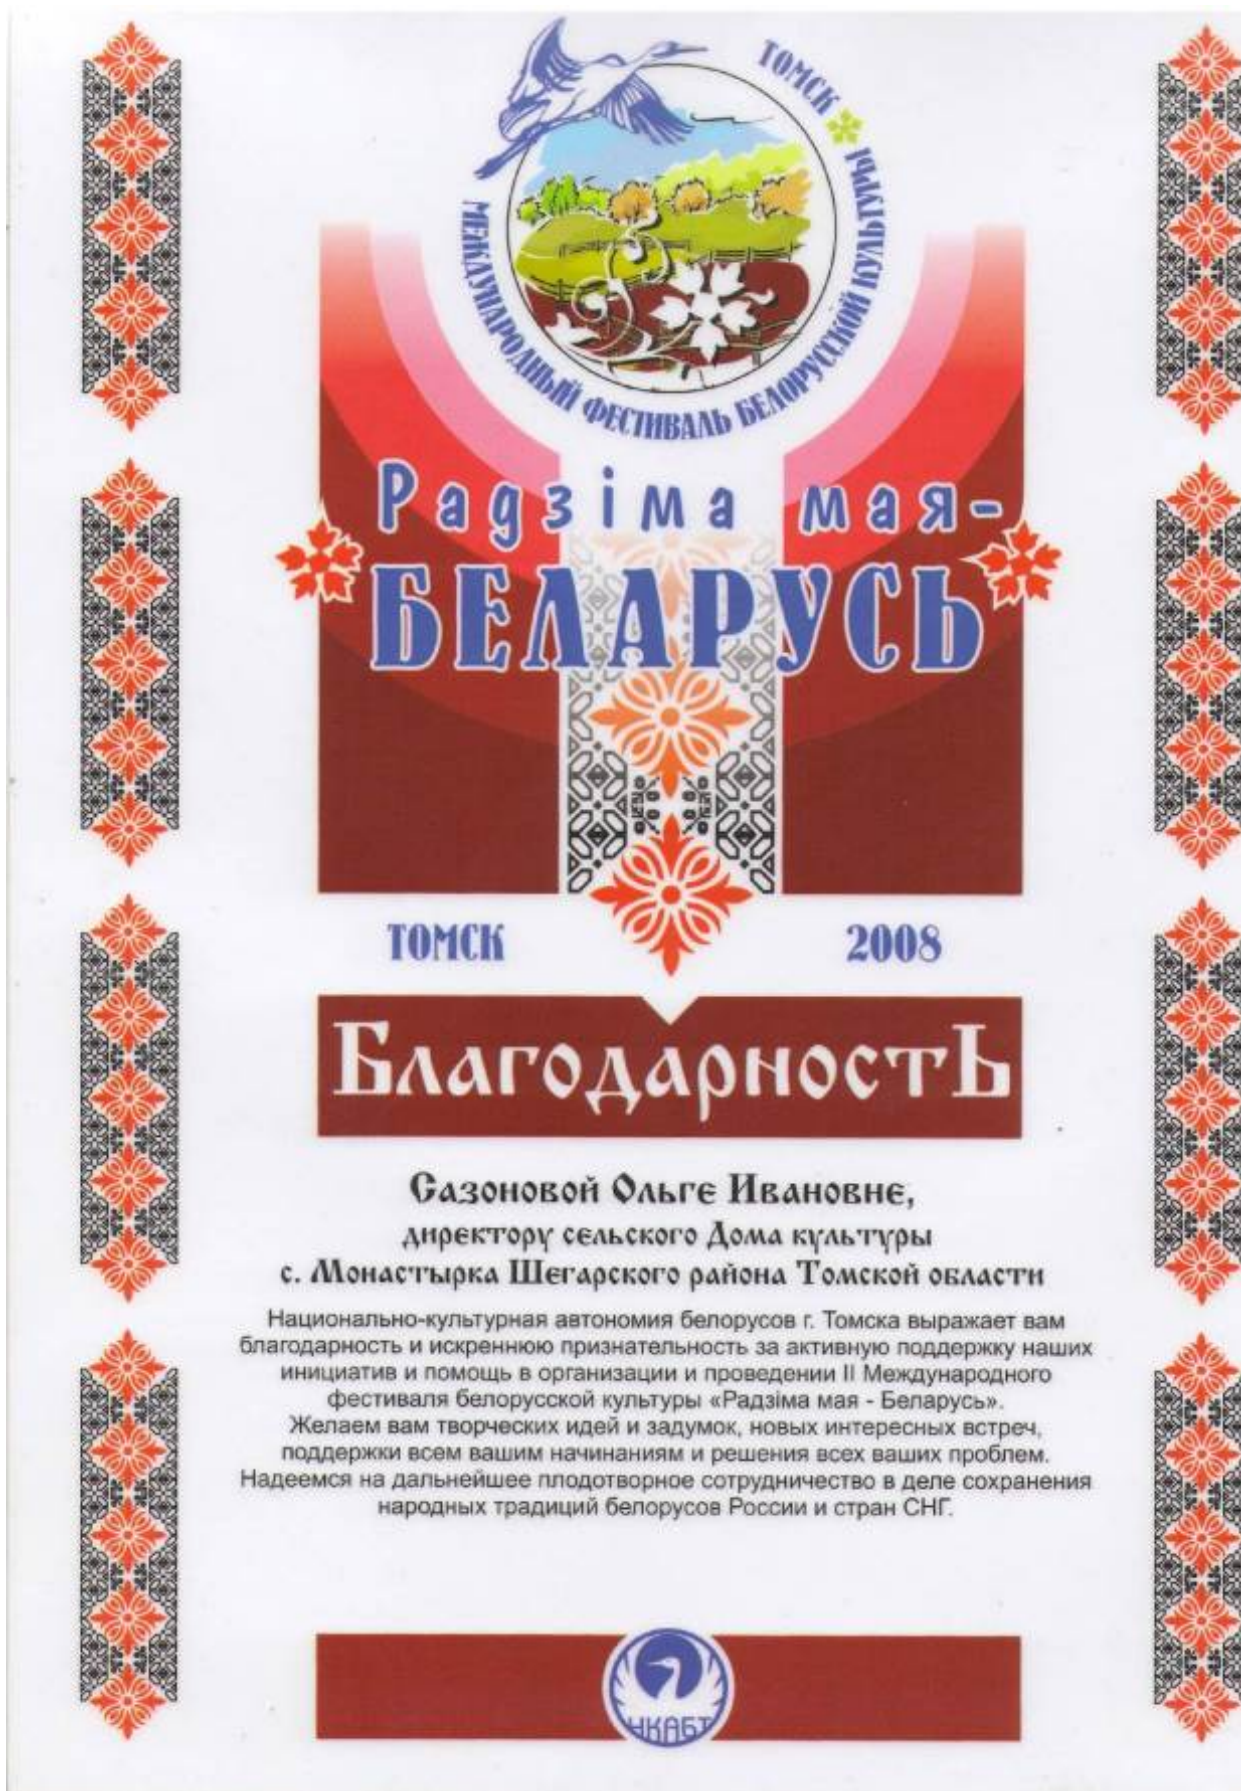 МЕЖДУНАРОДНЫЙ ФЕСТИВАЛЬ БЕЛОРУССКОЙ КУЛЬТУРЫ
ТОМСК
Радзіма мая-
БЕЛАРУСЬ
ТОМСК 2008
БлагодарностЬ
Сазоновой Ольге Ивановне,
директору сельского Дома культуры
с. Монастырка Шегарского района Томской области
Национально-культурная автономия белорусов г. Томска выражает вам
благодарность и искреннюю признательность за активную поддержку наших
инициатив и помощь в организации и проведении II Международного
фестиваля белорусской культуры «Радзіма мая - Беларусь».
Желаем вам творческих идей и задумок, новых интересных встреч,
поддержки всем вашим начинаниям и решения всех ваших проблем.
Надеемся на дальнейшее плодотворное сотрудничество в деле сохранения
народных традиций белорусов России и стран СНГ.
НКАБТ